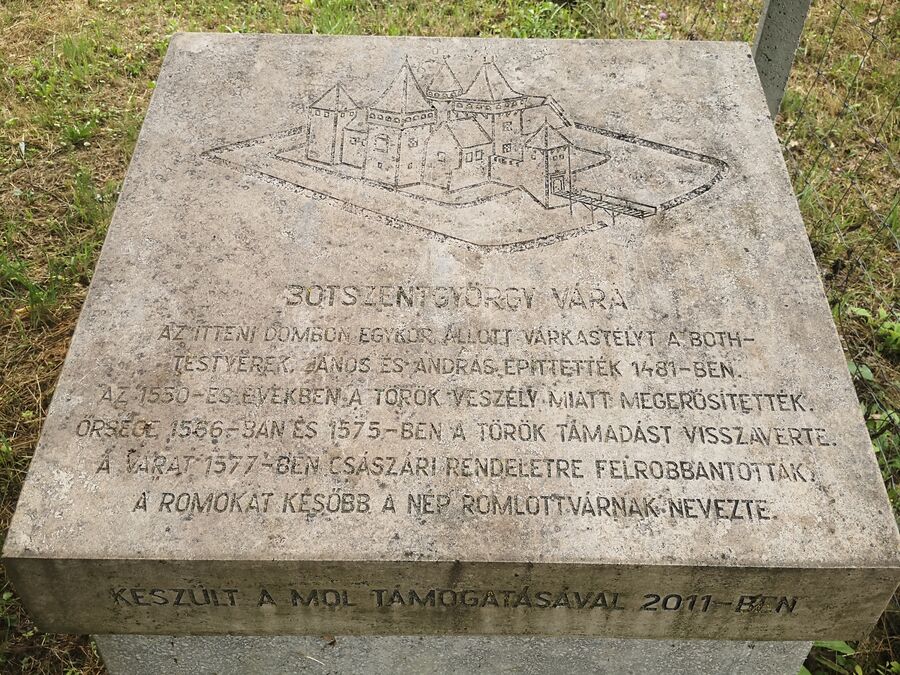 BOTSZENTGYÖRGY VÁRA
AZ ITTENI DOMBON EGYKOR ÁLLOTT VÁRKASTÉLYT A BOTH-
TESTVÉREK, JÁNOS ÉS ANDRÁS ÉPÍTTETTÉK 1481-BEN.
AZ 1550-ES ÉVEKBEN A TÖRÖK VESZÉLY MIATT MEGERŐSÍTETTÉK.
ŐRSÉGE 1566-BAN ÉS 1575-BEN A TÖRÖK TÁMADÁST VISSZAVERTE.
A VÁRAT 1577-BEN CSÁSZÁRI RENDELETRE FELROBBANTOTTÁK,
A ROMOKAT KÉSŐBB A NÉP ROMLOTTVÁRNAK NEVEZTE.
KÉSZÜLT A MOL TÁMOGATÁSÁVAL 2011-BEN